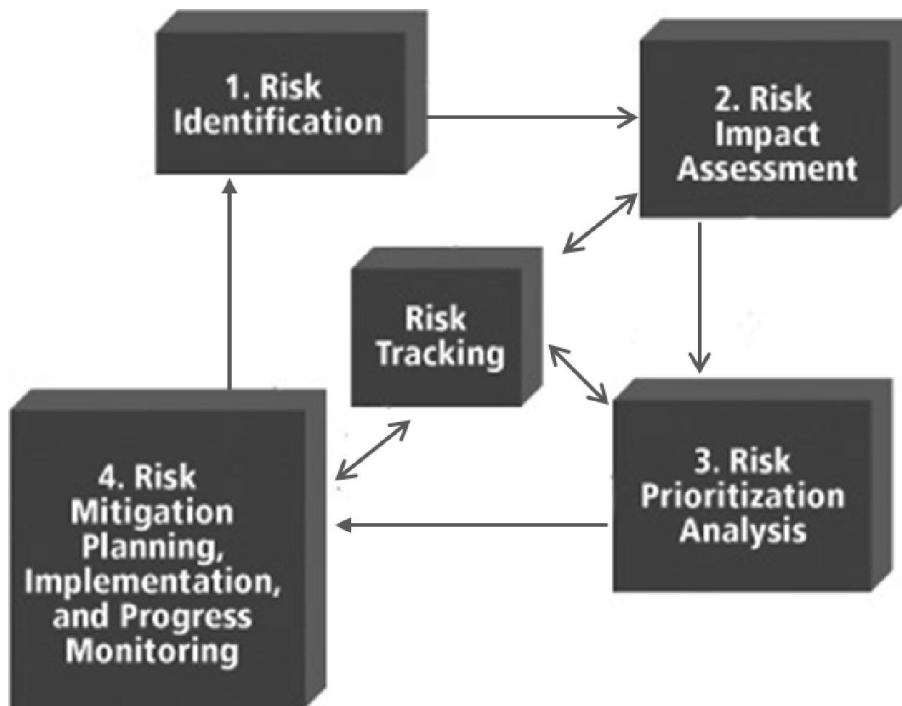 1. Risk
Identification
2. Risk
Impact
Assessment
Risk
Tracking
3. Risk
Prioritization
Analysis
4. Risk
Mitigation
Planning,
Implementation,
and Progress
Monitoring